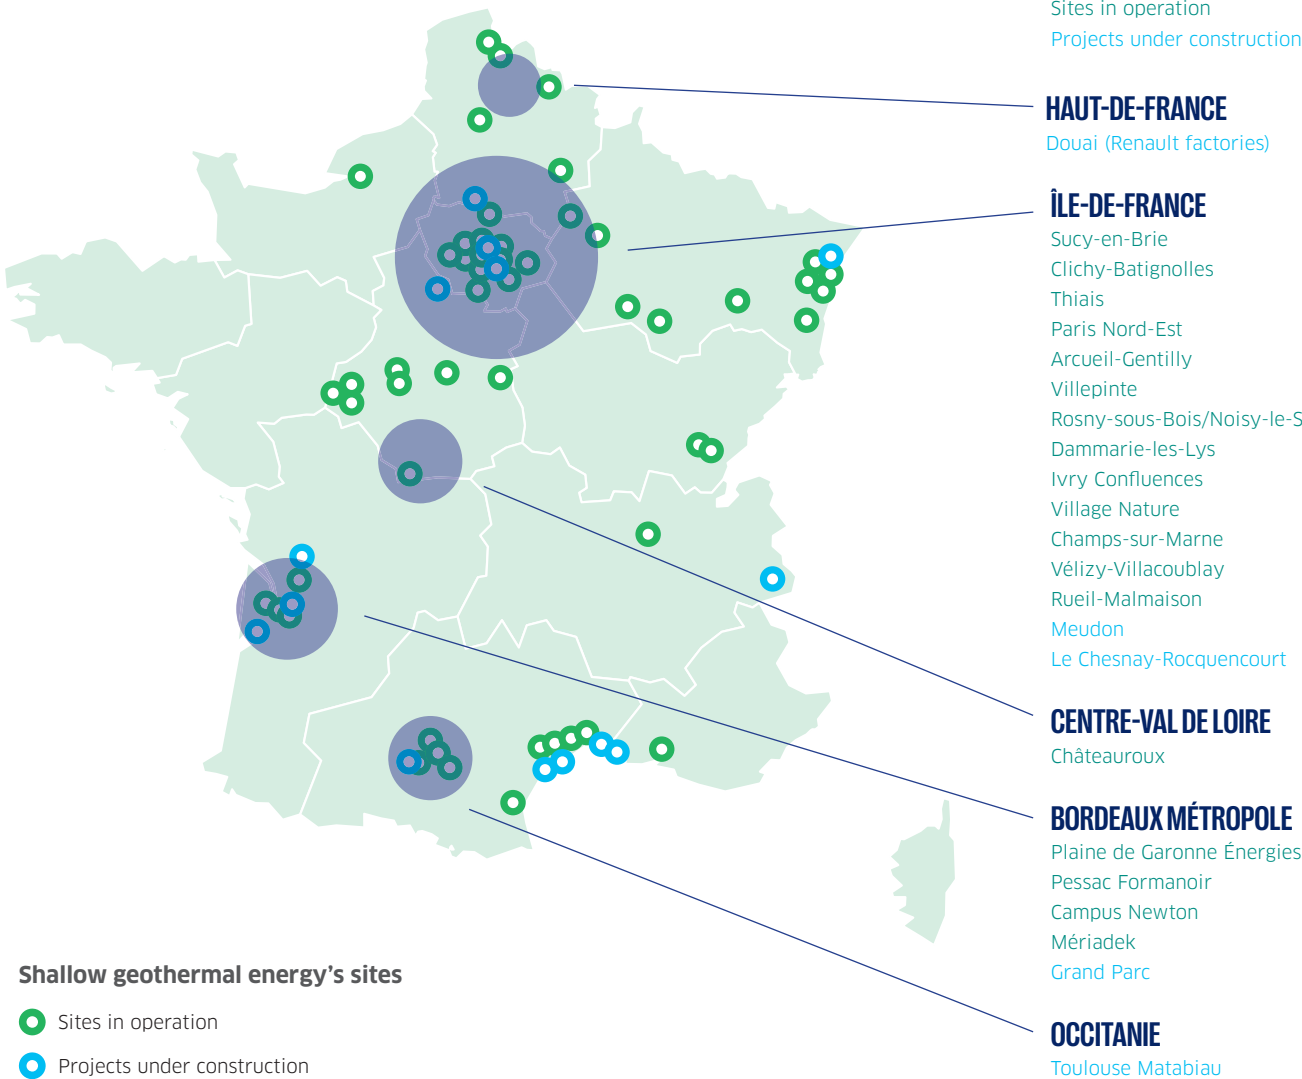 Sites in operation
Projects under construction
HAUT-DE-FRANCE
Douai (Renault factories)
ÎLE-DE-FRANCE
Sucy-en-Brie
Clichy-Batignolles
Thiais
Paris Nord-Est
Arcueil-Gentilly
Villepinte
Rosny-sous-Bois/Noisy-le-S
Dammarie-les-Lys
Ivry Confluences
Village Nature
Champs-sur-Marne
Vélizy-Villacoublay
Rueil-Malmaison
Meudon
Le Chesnay-Rocquencourt
CENTRE-VAL DE LOIRE
Châteauroux
BORDEAUX MÉTROPOLE
Plaine de Garonne Énergies
Pessac Formanoir
Campus Newton
Mériadek
Grand Parc
OCCITANIE
Toulouse Matabiau
Shallow geothermal energy's sites
Sites in operation
Projects under construction